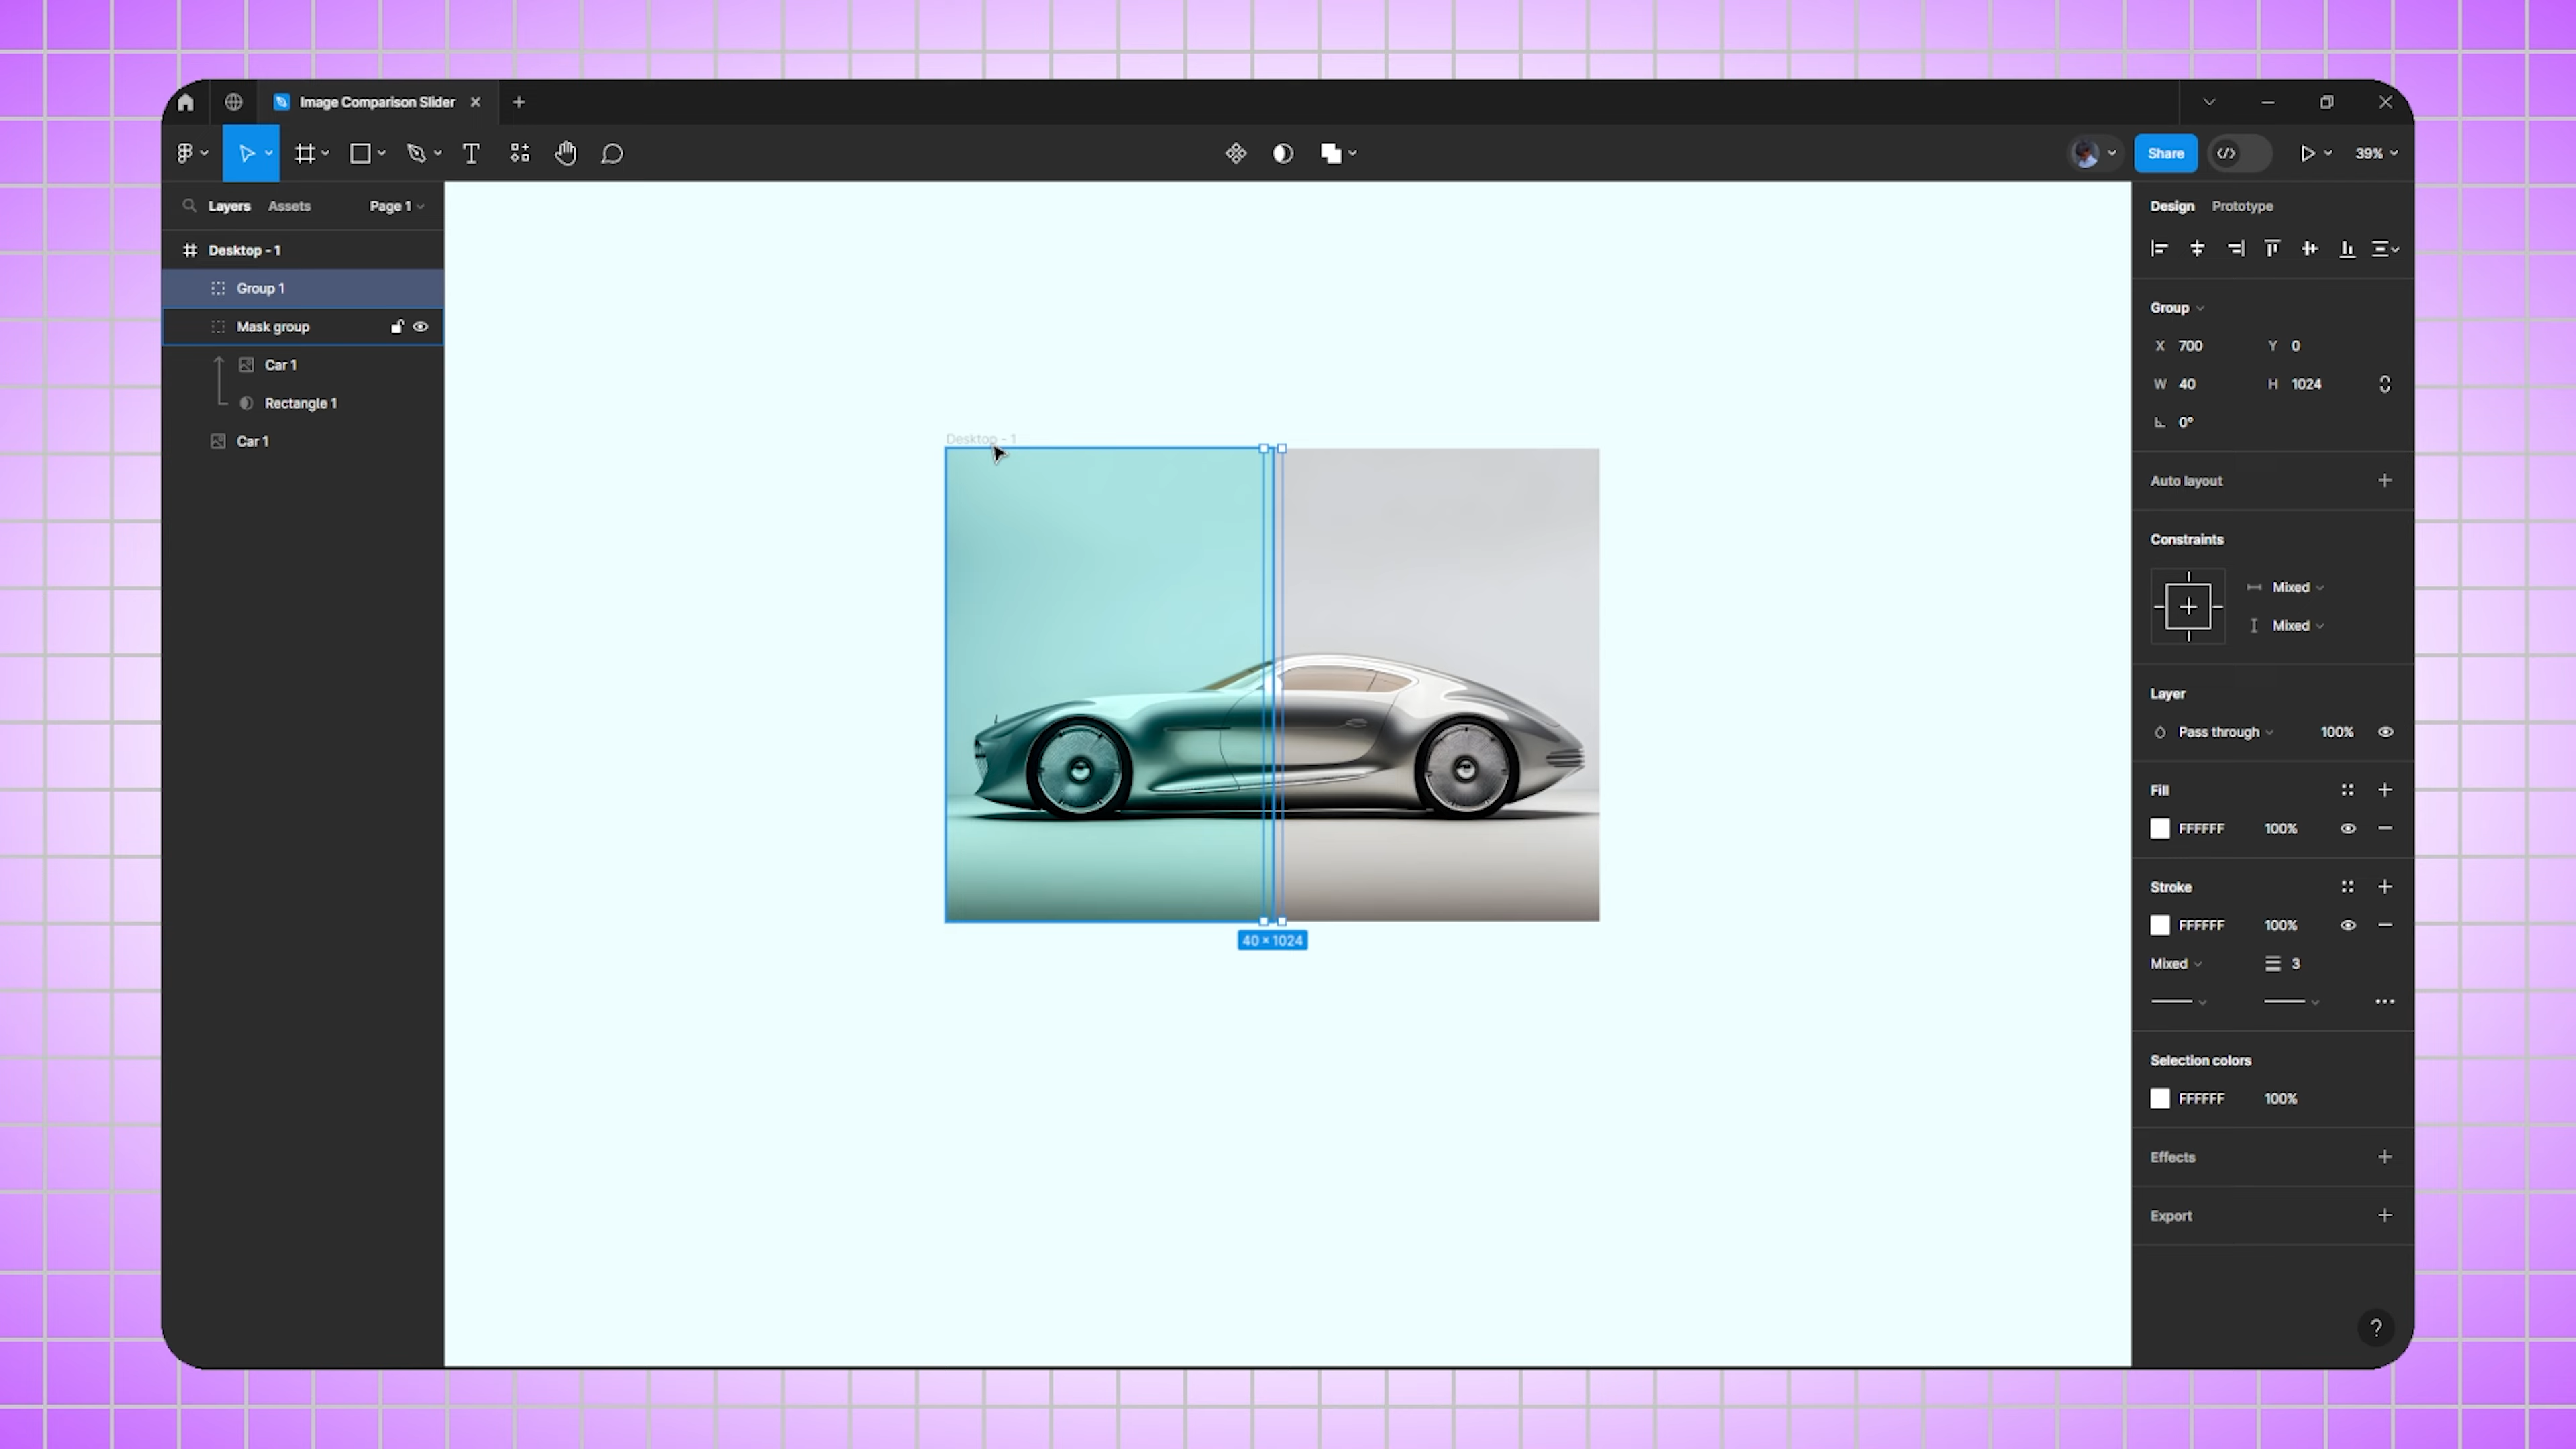 Image Comparison Slider
Share
39%
Layers
Assets
Page 1
Desktop - 1
Group 1
Mask group
Car 1
Rectangle 1
Car 1
Desktop - 1
40 × 1024
Design
Prototype
Group
X 700 Y 0
W 40 H 1024
0°
Auto layout
Constraints
Mixed
Mixed
Layer
Pass through 100%
Fill
FFFFFF 100%
Stroke
FFFFFF 100%
Mixed 3
Selection colors
FFFFFF 100%
Effects
Export
?